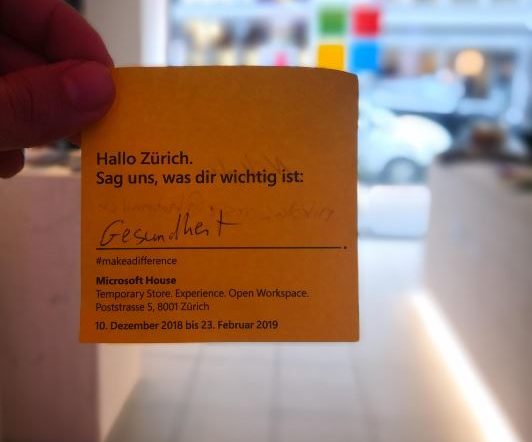 Hallo Zürich.
Sag uns, was dir wichtig ist:
Gesundheit
#makeadifference
Microsoft House
Temporary Store. Experience. Open Workspace.
Poststrasse 5, 8001 Zürich
10. Dezember 2018 bis 23. Februar 2019